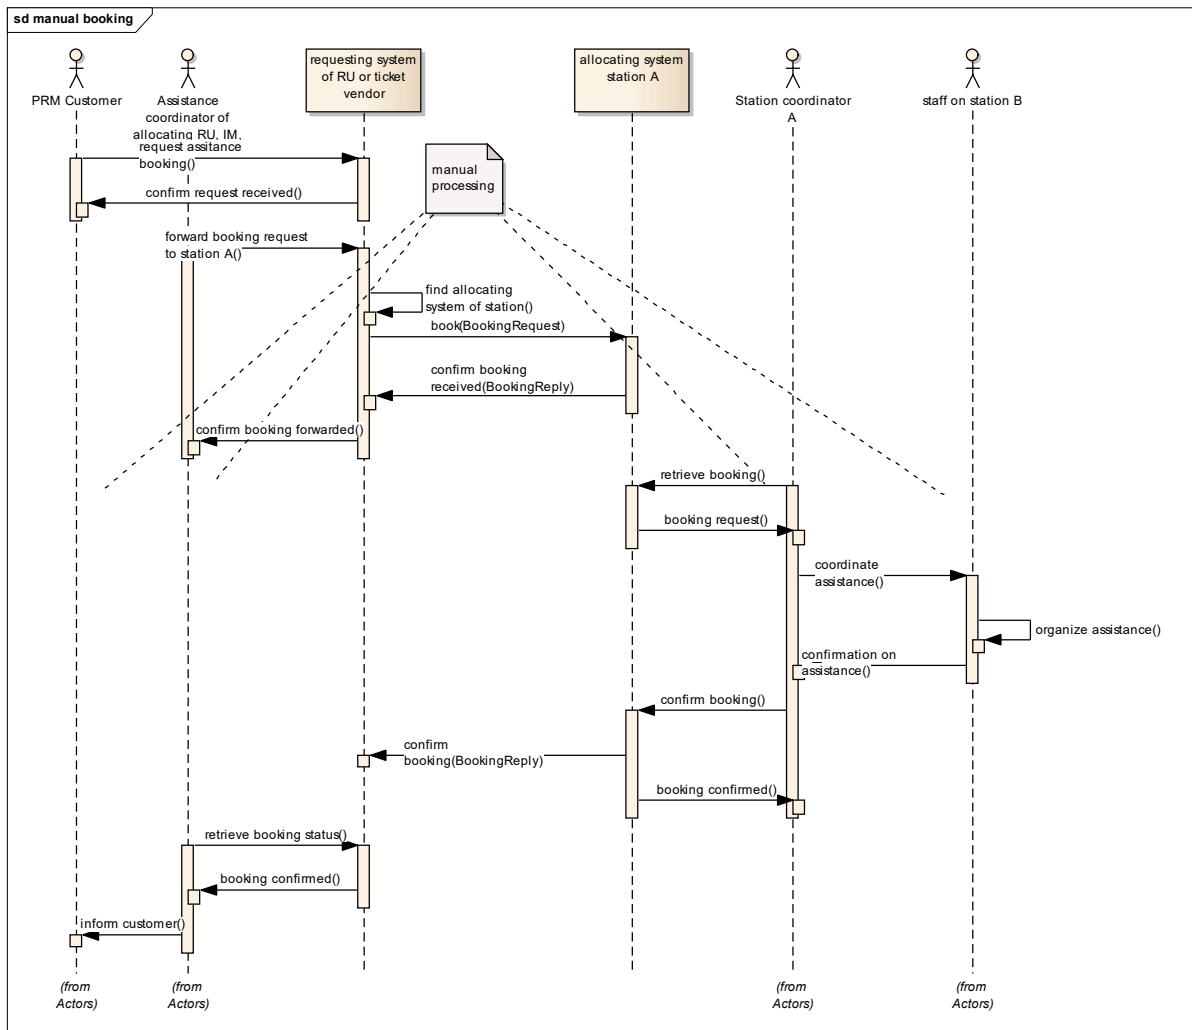 sd manual booking
PRM Customer
Assistance
coordinator of
allocating RU, IM,
requesting system
of RU or ticket
vendor
allocating system
station A
Station coordinator
A
staff on station B
request assitance
booking()
manual
processing
confirm request received()
forward booking request
to station A()
find allocating
system of station()
book(BookingRequest)
confirm booking
received(BookingReply)
confirm booking forwarded()
retrieve booking()
booking request()
coordinate
assistance()
organize assistance()
confirmation on
assistance()
confirm booking()
confirm
booking(BookingReply)
booking confirmed()
retrieve booking status()
booking confirmed()
inform customer()
(from
Actors)
(from
Actors)
(from
Actors)
(from
Actors)